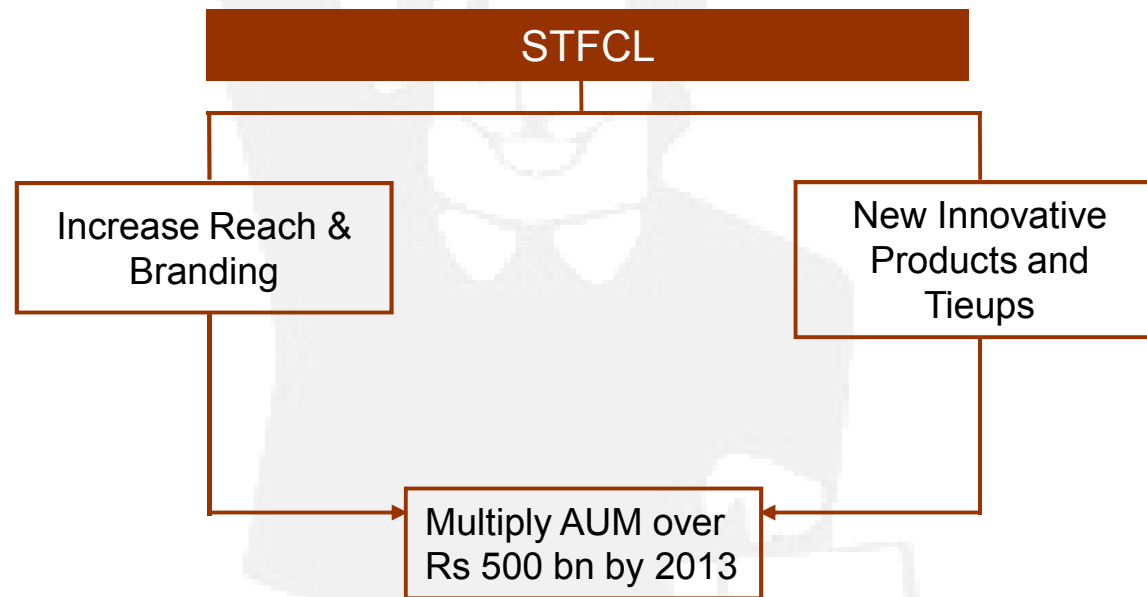 STFCL
Increase Reach &
Branding
New Innovative
Products and
Tieups
Multiply AUM over
Rs 500 bn by 2013